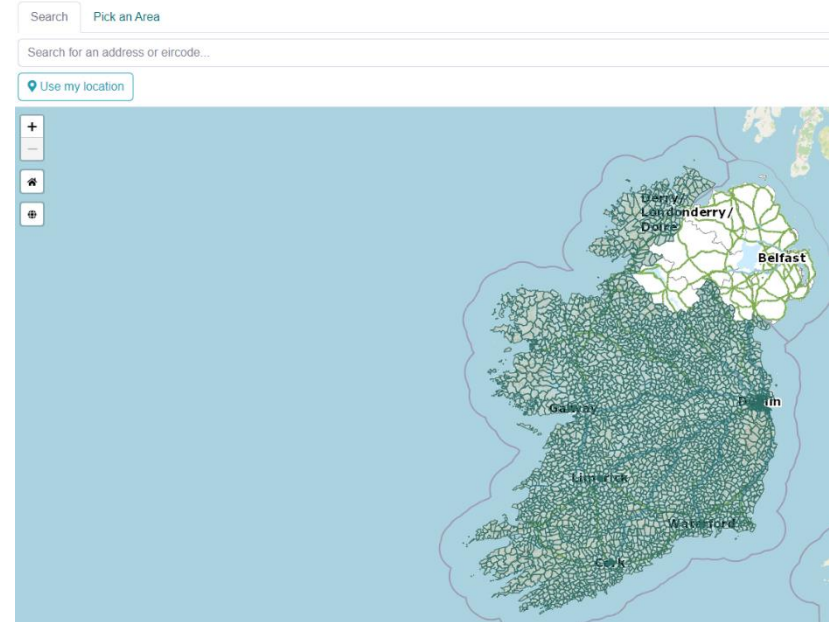 Search Pick an Area
Search for an address or eircode...
Use my location
+
−
Derry/
Londonderry/
Doire
Belfast
Galway
Limerick
Waterford
Cork